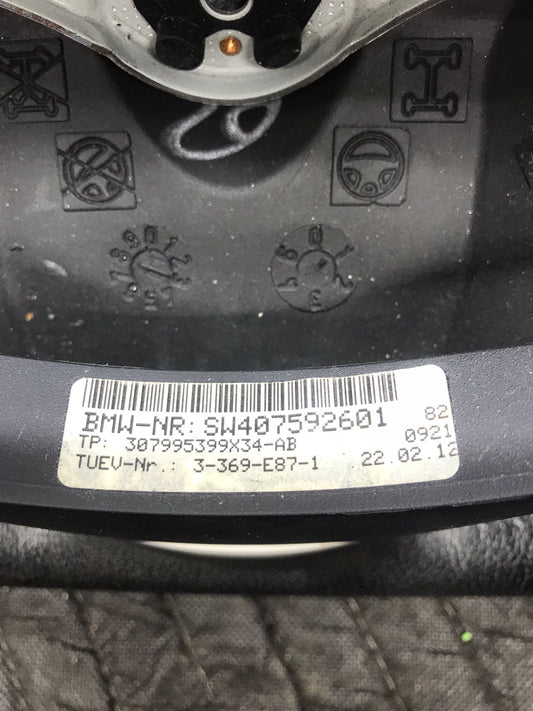 BMW-NR: SW407592601
82
TP: 307995399X34-AB
0921
TUEV-Nr.: 3-369-E87-1
22.02.12